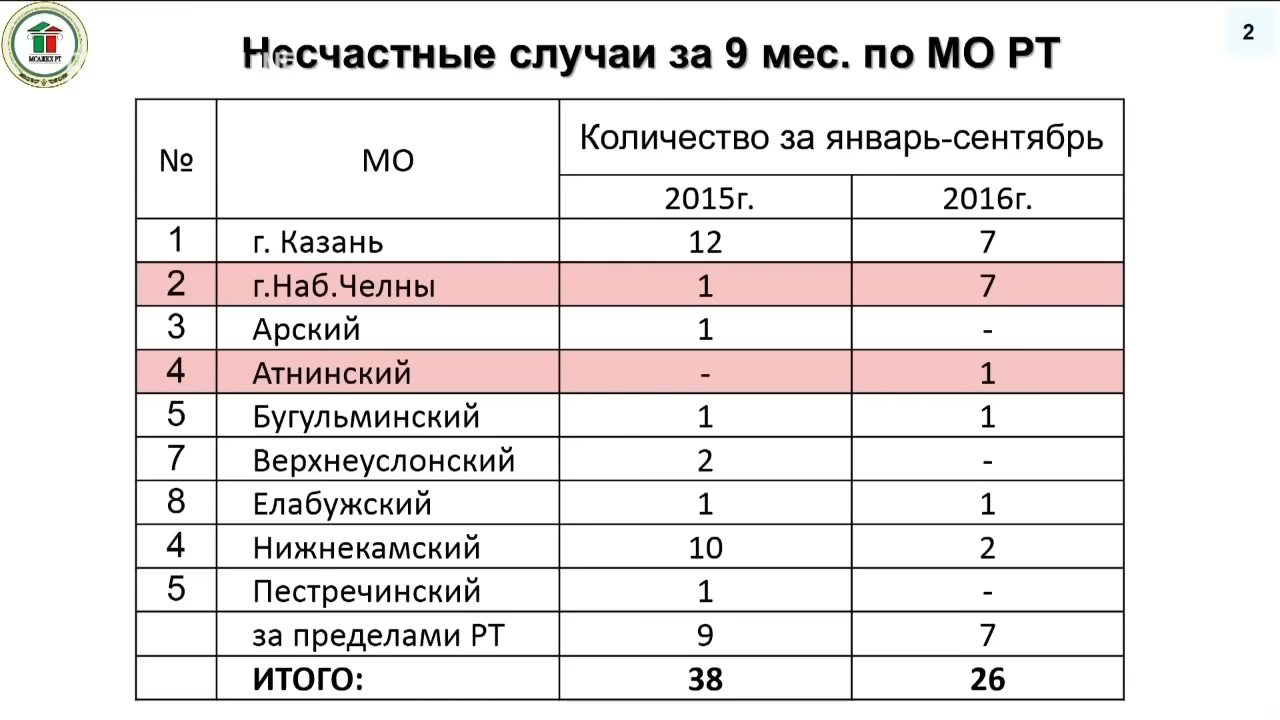 МСАЖКХ РТ
2
Несчастные случаи за 9 мес. по МО РТ
№ МО Количество за январь-сентябрь
2015г. 2016г.
1 г. Казань 12 7
2 г.Наб.Челны 1 7
3 Арский 1 -
4 Атнинский - 1
5 Бугульминский 1 1
7 Верхнеуслонский 2 -
8 Елабужский 1 1
4 Нижнекамский 10 2
5 Пестречинский 1 -
за пределами РТ 9 7
ИТОГО: 38 26